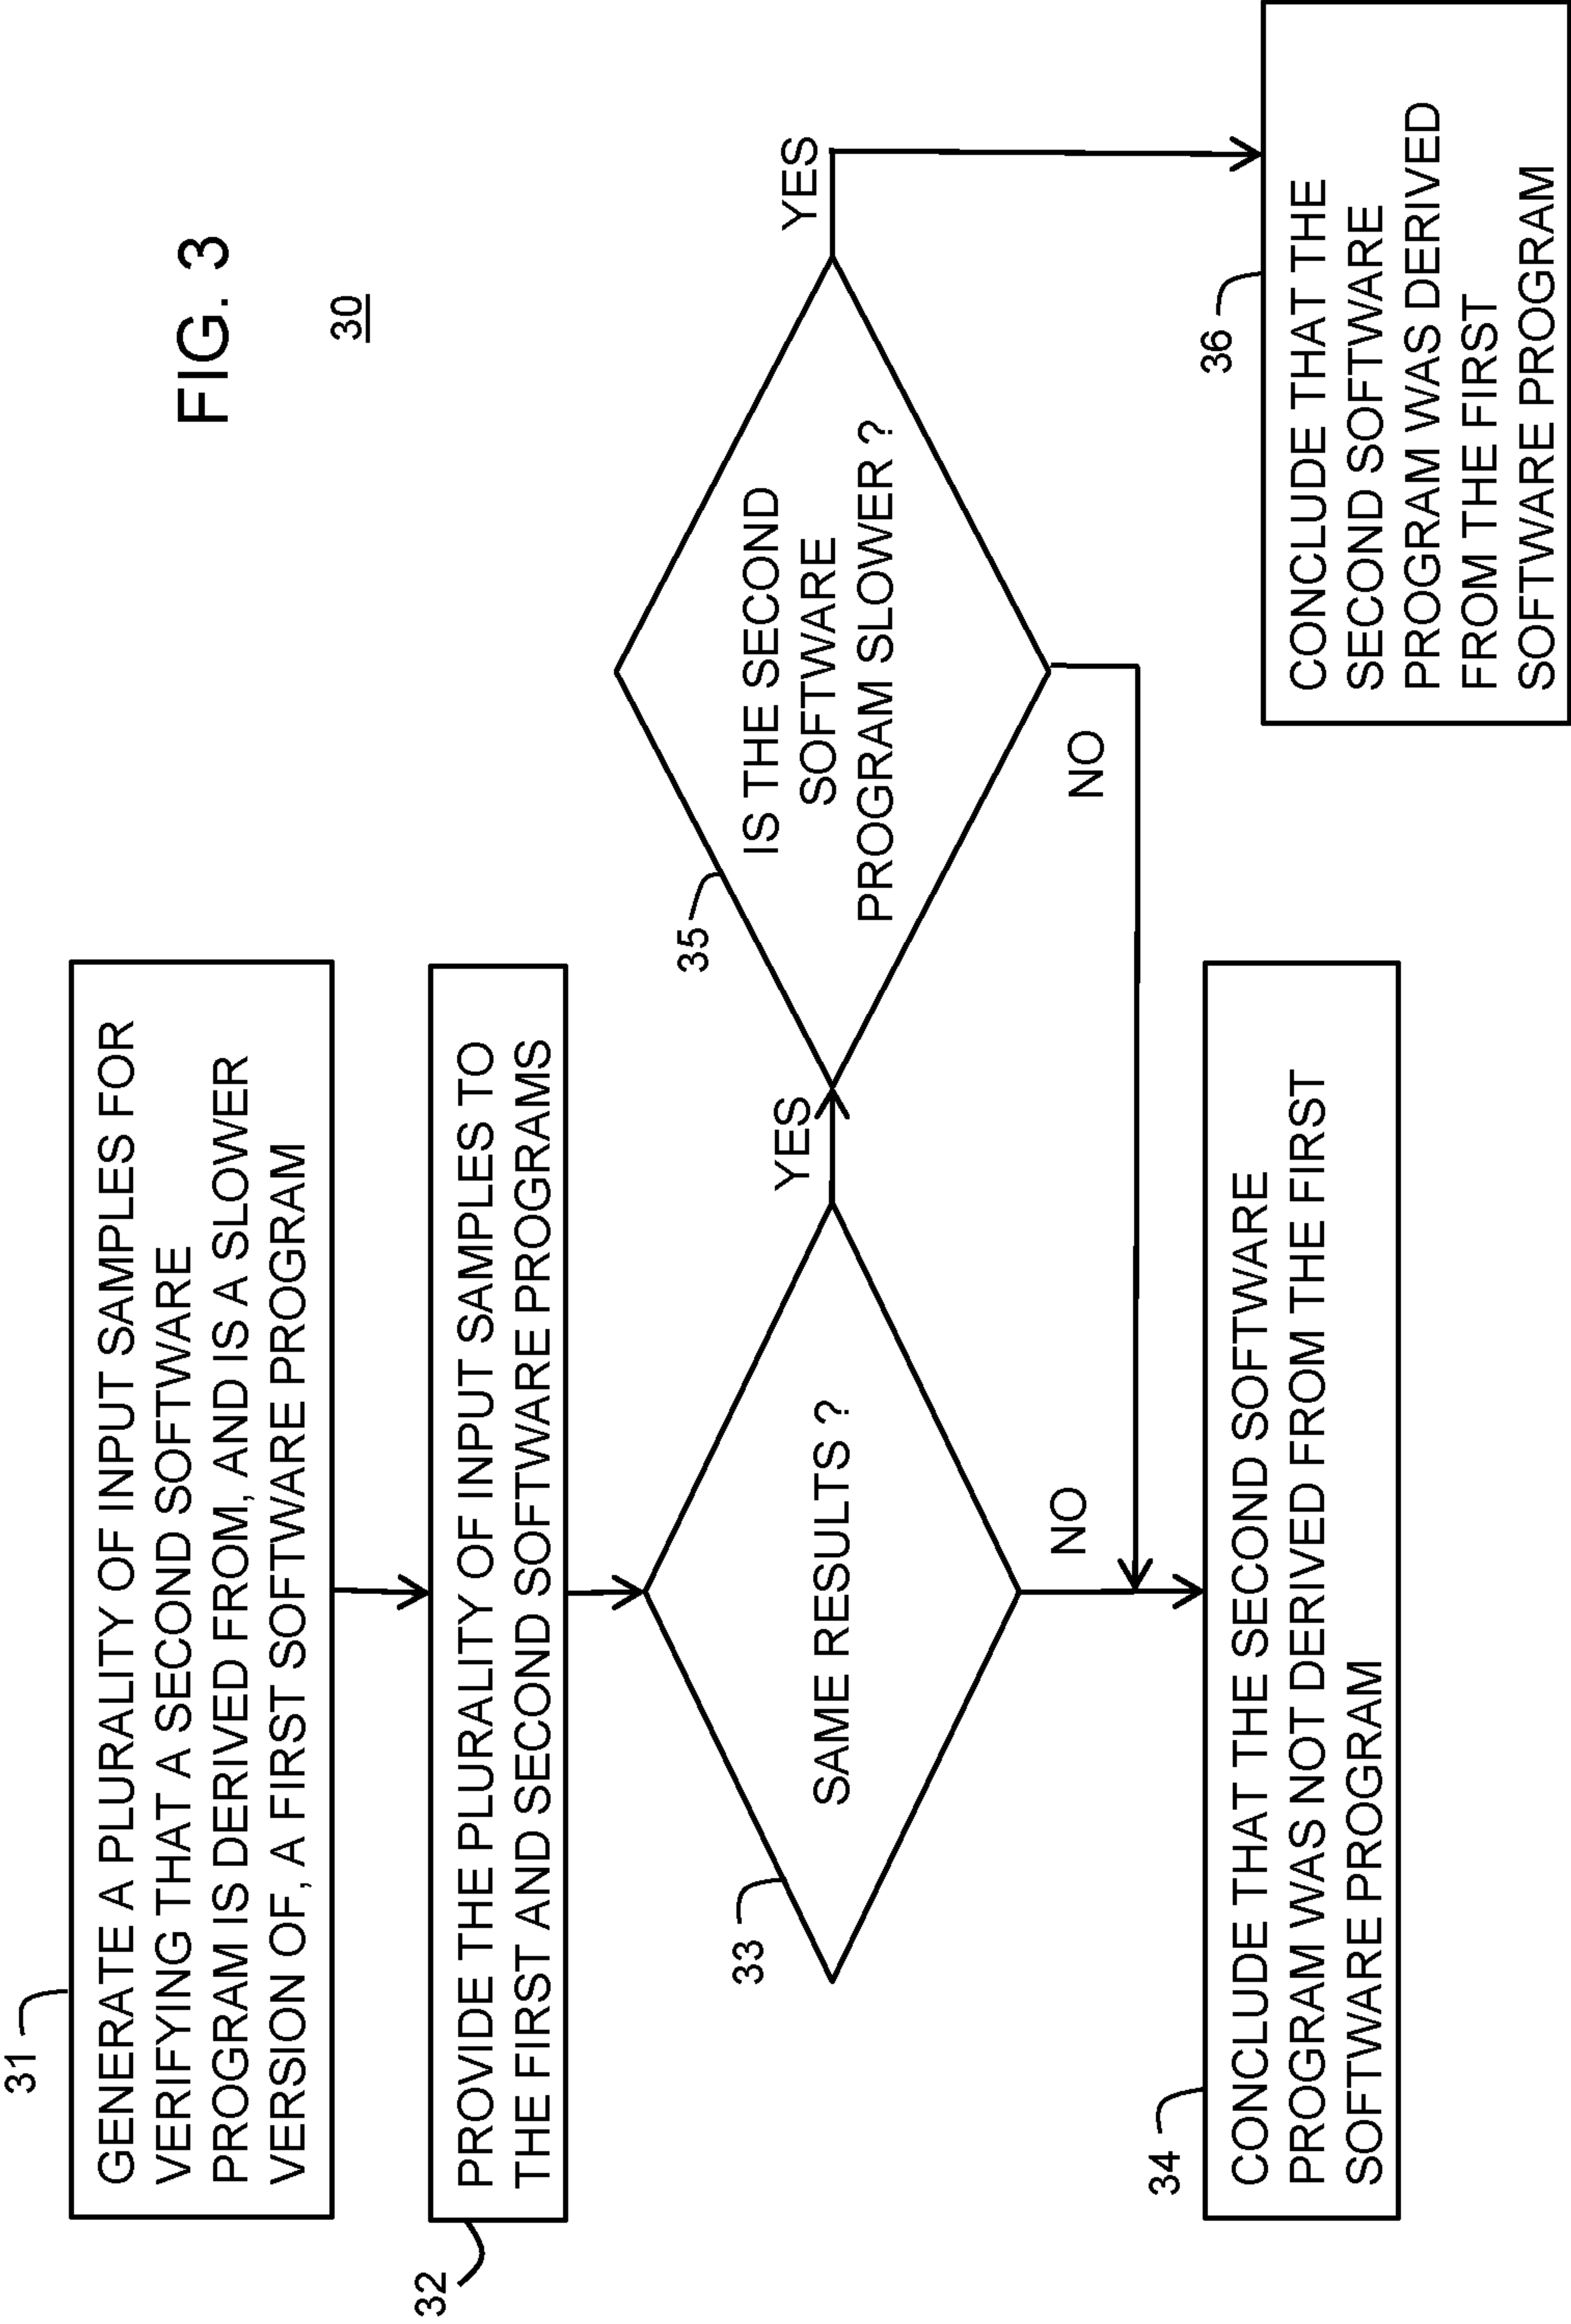 FIG. 3
30
31
GENERATE A PLURALITY OF INPUT SAMPLES FOR
VERIFYING THAT A SECOND SOFTWARE
PROGRAM IS DERIVED FROM, AND IS A SLOWER
VERSION OF, A FIRST SOFTWARE PROGRAM
32
PROVIDE THE PLURALITY OF INPUT SAMPLES TO
THE FIRST AND SECOND SOFTWARE PROGRAMS
33
SAME RESULTS ?
YES
NO
35
IS THE SECOND
SOFTWARE
PROGRAM SLOWER ?
YES
NO
34
CONCLUDE THAT THE SECOND SOFTWARE
PROGRAM WAS NOT DERIVED FROM THE FIRST
SOFTWARE PROGRAM
36
CONCLUDE THAT THE
SECOND SOFTWARE
PROGRAM WAS DERIVED
FROM THE FIRST
SOFTWARE PROGRAM